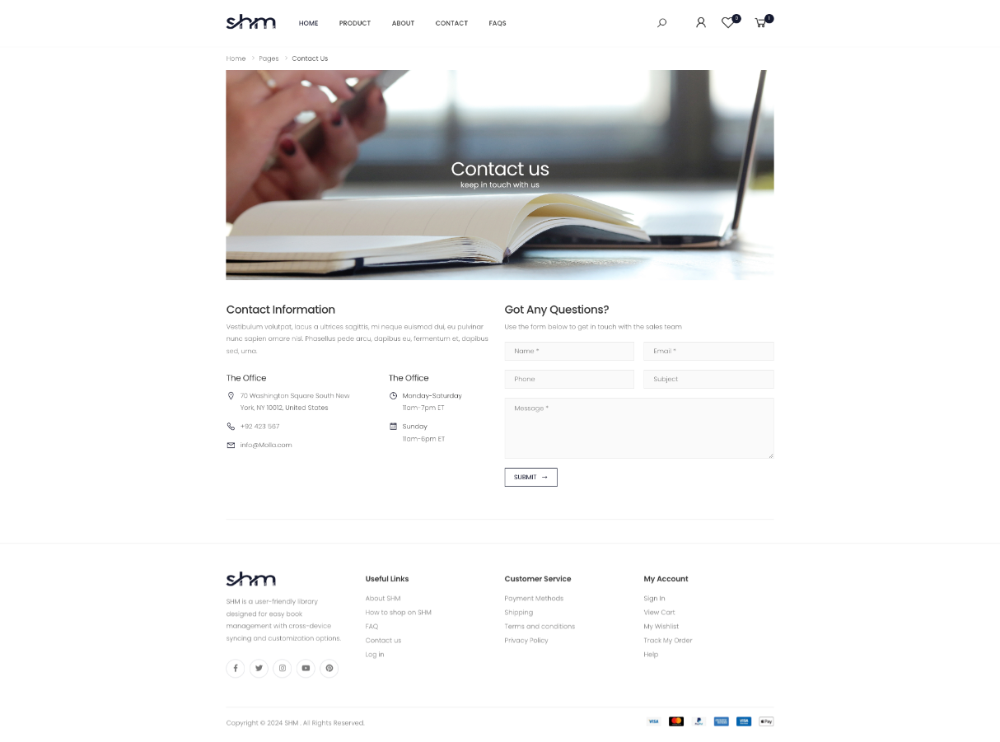 shm
HOME PRODUCT ABOUT CONTACT FAQS
0
1
Home > Pages > Contact Us
Contact us
keep in touch with us
Contact Information
Vestibulum volutpat, lacus a ultrices sagittis, mi neque euismod dui, eu pulvinar
nunc sapien ornare nisl. Phasellus pede arcu, dapibus eu, fermentum et, dapibus
sed, urna.
The Office
70 Washington Square South New
York, NY 10012, United States
+92 423 567
info@Molla.com
The Office
Monday-Saturday
11am-7pm ET
Sunday
11am-6pm ET
Got Any Questions?
Use the form below to get in touch with the sales team
Name *
Email *
Phone
Subject
Message *
SUBMIT →
shm
SHM is a user-friendly library
designed for easy book
management with cross-device
syncing and customization options.
Useful Links
About SHM
How to shop on SHM
FAQ
Contact us
Log in
Customer Service
Payment Methods
Shipping
Terms and conditions
Privacy Policy
My Account
Sign in
View Cart
My Wishlist
Track My Order
Help
Copyright © 2024 SHM . All Rights Reserved.
VISA
PayPal
VISA
Pay